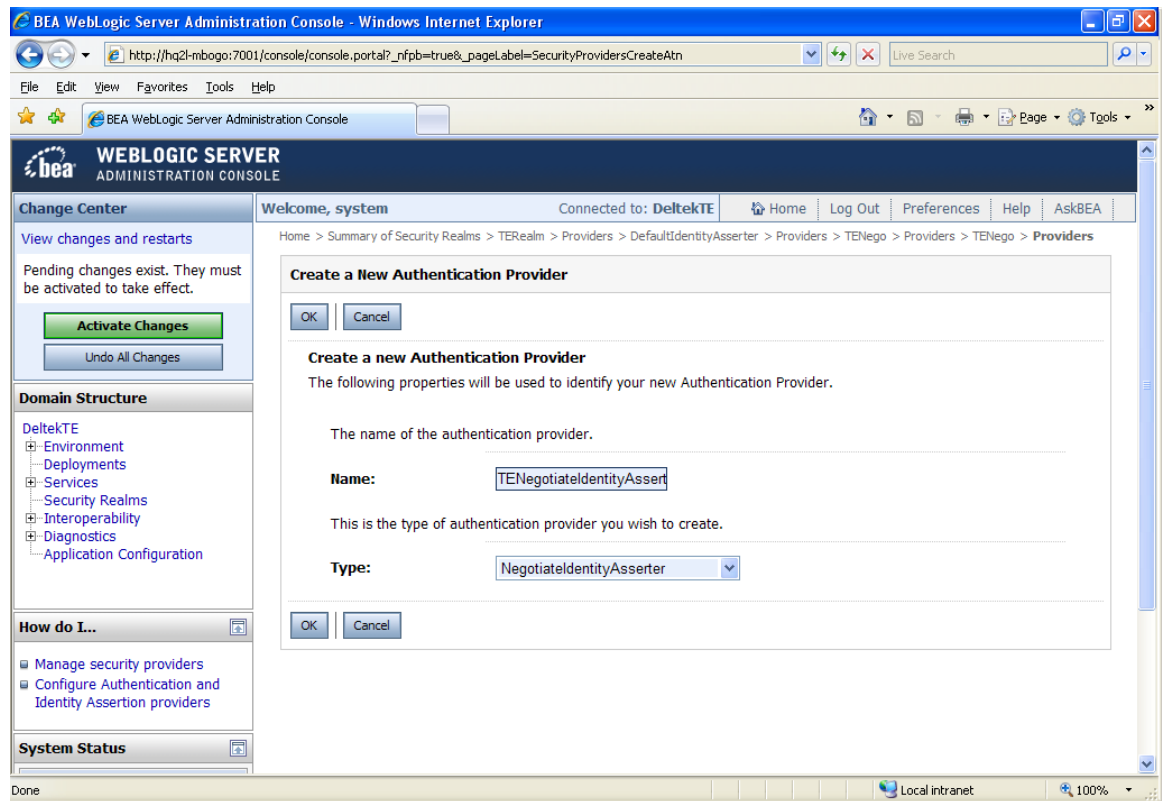 BEA WebLogic Server Administration Console - Windows Internet Explorer
http://hq2l-mbogo:7001/console/console.portal?_nfpb=true&_pageLabel=SecurityProvidersCreateAtn
Live Search
File Edit View Favorites Tools Help
BEA WebLogic Server Administration Console
Page Tools
bea
WEBLOGIC SERVER
ADMINISTRATION CONSOLE
Change Center
View changes and restarts
Pending changes exist. They must
be activated to take effect.
Activate Changes
Undo All Changes
Domain Structure
DeltekTE
Environment
Deployments
Services
Security Realms
Interoperability
Diagnostics
Application Configuration
How do I...
Manage security providers
Configure Authentication and
Identity Assertion providers
System Status
Welcome, system
Connected to: DeltekTE
Home Log Out Preferences Help AskBEA
Home > Summary of Security Realms > TERealm > Providers > DefaultIdentityAsserter > Providers > TENego > Providers > TENego > Providers
Create a New Authentication Provider
OK Cancel
Create a new Authentication Provider
The following properties will be used to identify your new Authentication Provider.
The name of the authentication provider.
Name: TENegotiateIdentityAssert
This is the type of authentication provider you wish to create.
Type: NegotiateIdentityAsserter
OK Cancel
Done
Local intranet
100%